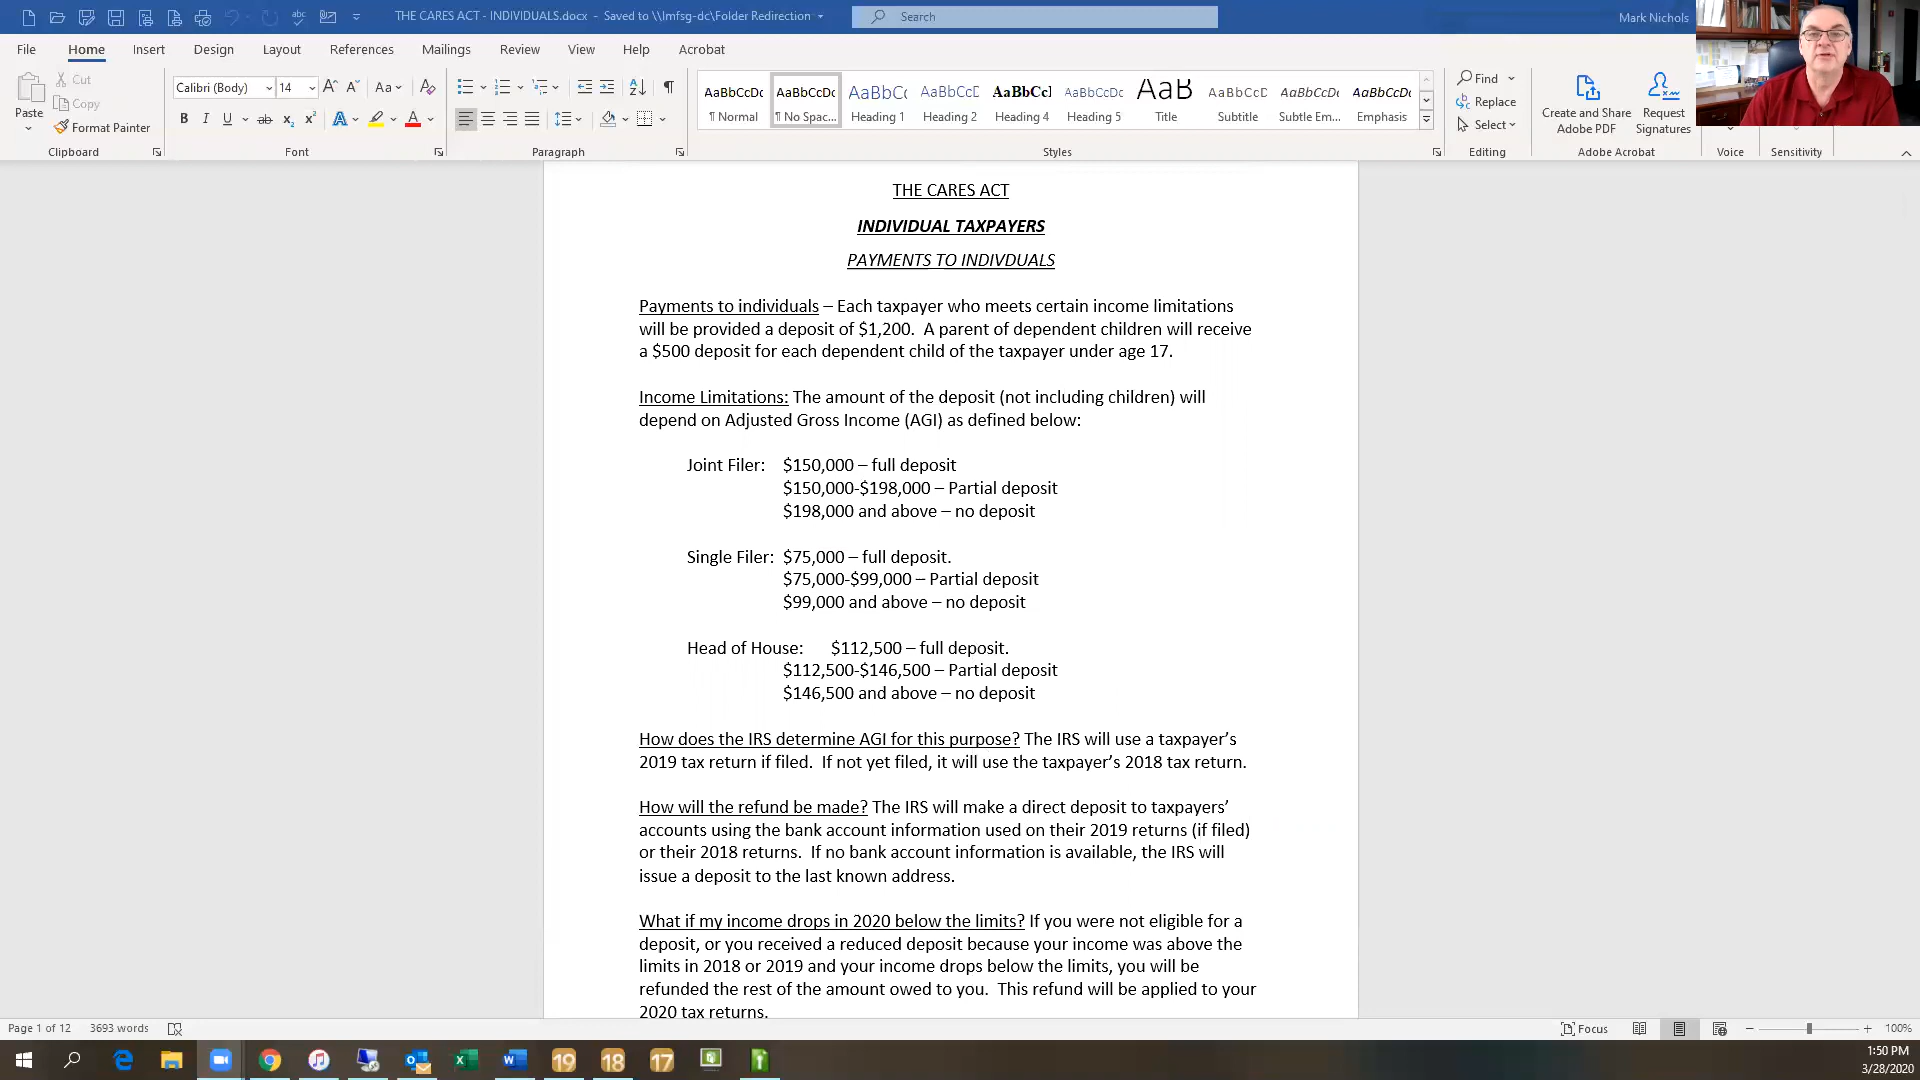 THE CARES ACT - INDIVIDUALS.docx - Saved to \\lmfsg-dc\Folder Redirection
Search
Mark Nichols
File Home Insert Design Layout References Mailings Review View Help Acrobat
Paste
Cut
Copy
Format Painter
Clipboard
Calibri (Body) 14
Font
Paragraph
AaBbCcDc AaBbCcDc AaBbC( AaBbCcD AaBbCcI AaBbCcDc AaB AaBbCcD AaBbCcDc AaBbCcDc
¶ Normal ¶ No Spac... Heading 1 Heading 2 Heading 4 Heading 5 Title Subtitle Subtle Em... Emphasis
Styles
Find
Replace
Select
Editing
Create and Share
Adobe PDF
Request
Signatures
Adobe Acrobat
Voice
Sensitivity
THE CARES ACT
INDIVIDUAL TAXPAYERS
PAYMENTS TO INDIVDUALS
Payments to individuals – Each taxpayer who meets certain income limitations
will be provided a deposit of $1,200.  A parent of dependent children will receive
a $500 deposit for each dependent child of the taxpayer under age 17.
Income Limitations: The amount of the deposit (not including children) will
depend on Adjusted Gross Income (AGI) as defined below:
Joint Filer: $150,000 – full deposit
$150,000-$198,000 – Partial deposit
$198,000 and above – no deposit
Single Filer: $75,000 – full deposit.
$75,000-$99,000 – Partial deposit
$99,000 and above – no deposit
Head of House: $112,500 – full deposit.
$112,500-$146,500 – Partial deposit
$146,500 and above – no deposit
How does the IRS determine AGI for this purpose? The IRS will use a taxpayer’s
2019 tax return if filed.  If not yet filed, it will use the taxpayer’s 2018 tax return.
How will the refund be made? The IRS will make a direct deposit to taxpayers’
accounts using the bank account information used on their 2019 returns (if filed)
or their 2018 returns.  If no bank account information is available, the IRS will
issue a deposit to the last known address.
What if my income drops in 2020 below the limits? If you were not eligible for a
deposit, or you received a reduced deposit because your income was above the
limits in 2018 or 2019 and your income drops below the limits, you will be
refunded the rest of the amount owed to you.  This refund will be applied to your
2020 tax returns.
Page 1 of 12 3693 words
Focus
100%
19 18 17
1:50 PM
3/28/2020